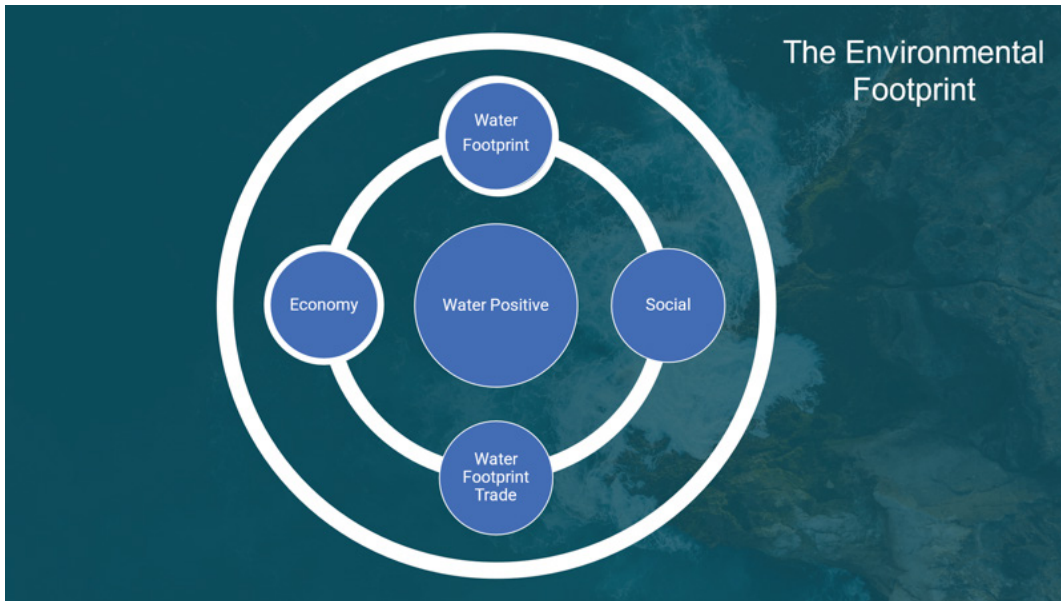 The Environmental
Footprint
Water
Footprint
Economy
Water Positive
Social
Water
Footprint
Trade